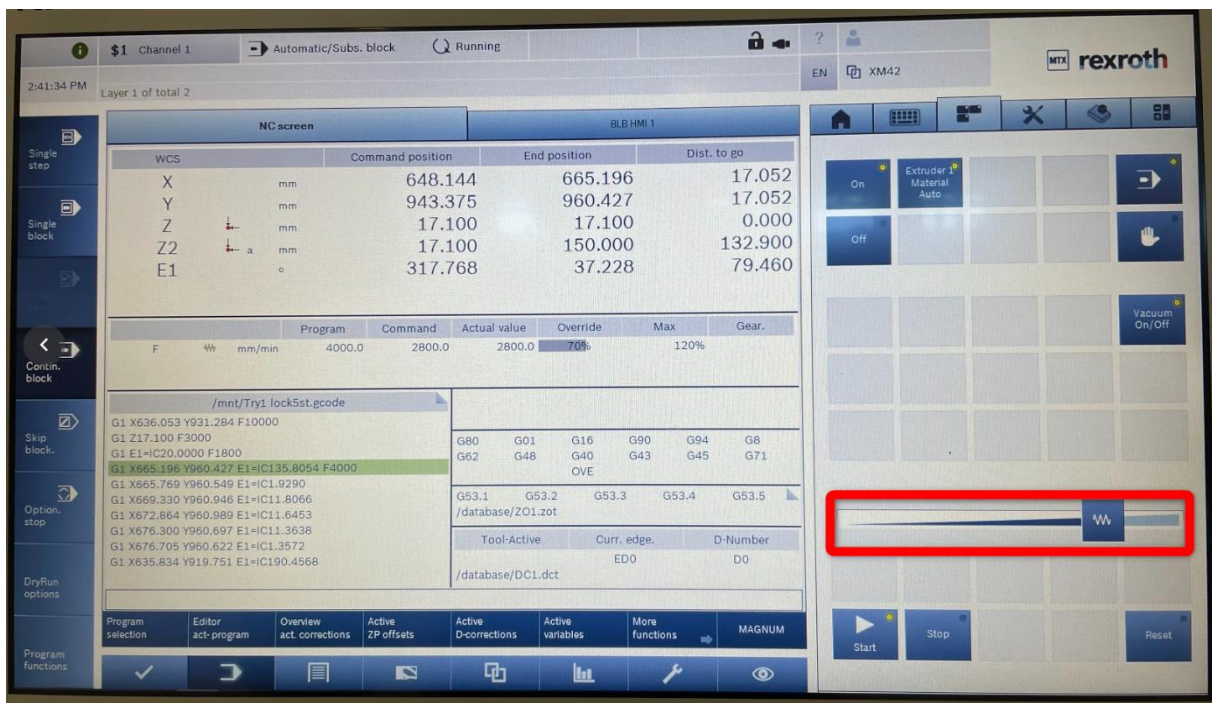 $1 Channel 1
Automatic/Subs. block
Running
?
MTX rexroth
2:41:34 PM
Layer 1 of total 2
EN
XM42
NC screen
BLB HMI 1
Single step
Single block
Contin. block
Skip block.
Option. stop
DryRun options
Program functions
WCS Command position End position Dist. to go
X mm 648.144 665.196 17.052
Y mm 943.375 960.427 17.052
Z mm 17.100 17.100 0.000
Z2 a mm 17.100 150.000 132.900
E1 o 317.768 37.228 79.460
Program Command Actual value Override Max Gear.
F mm/min 4000.0 2800.0 2800.0 70% 120%
/mnt/Try1 lock5st.gcode
G1 X636.053 Y931.284 F10000
G1 Z17.100 F3000
G1 E1=IC20.0000 F1800
G1 X665.196 Y960.427 E1=IC135.8054 F4000
G1 X665.769 Y960.549 E1=IC1.9290
G1 X669.330 Y960.946 E1=IC11.8066
G1 X672.864 Y960.989 E1=IC11.6453
G1 X676.300 Y960.697 E1=IC11.3638
G1 X676.705 Y960.622 E1=IC1.3572
G1 X635.834 Y919.751 E1=IC190.4568
G80 G01 G16 G90 G94 G8
G62 G48 G40 G43 G45 G71
OVE
G53.1 G53.2 G53.3 G53.4 G53.5
/database/ZO1.zot
Tool-Active Curr. edge. D-Number
ED0 D0
/database/DC1.dct
Program selection
Editor act-program
Overview act. corrections
Active ZP offsets
Active D-corrections
Active variables
More functions
MAGNUM
On
Extruder 1
Material
Auto
Off
Vacuum
On/Off
Start
Stop
Reset